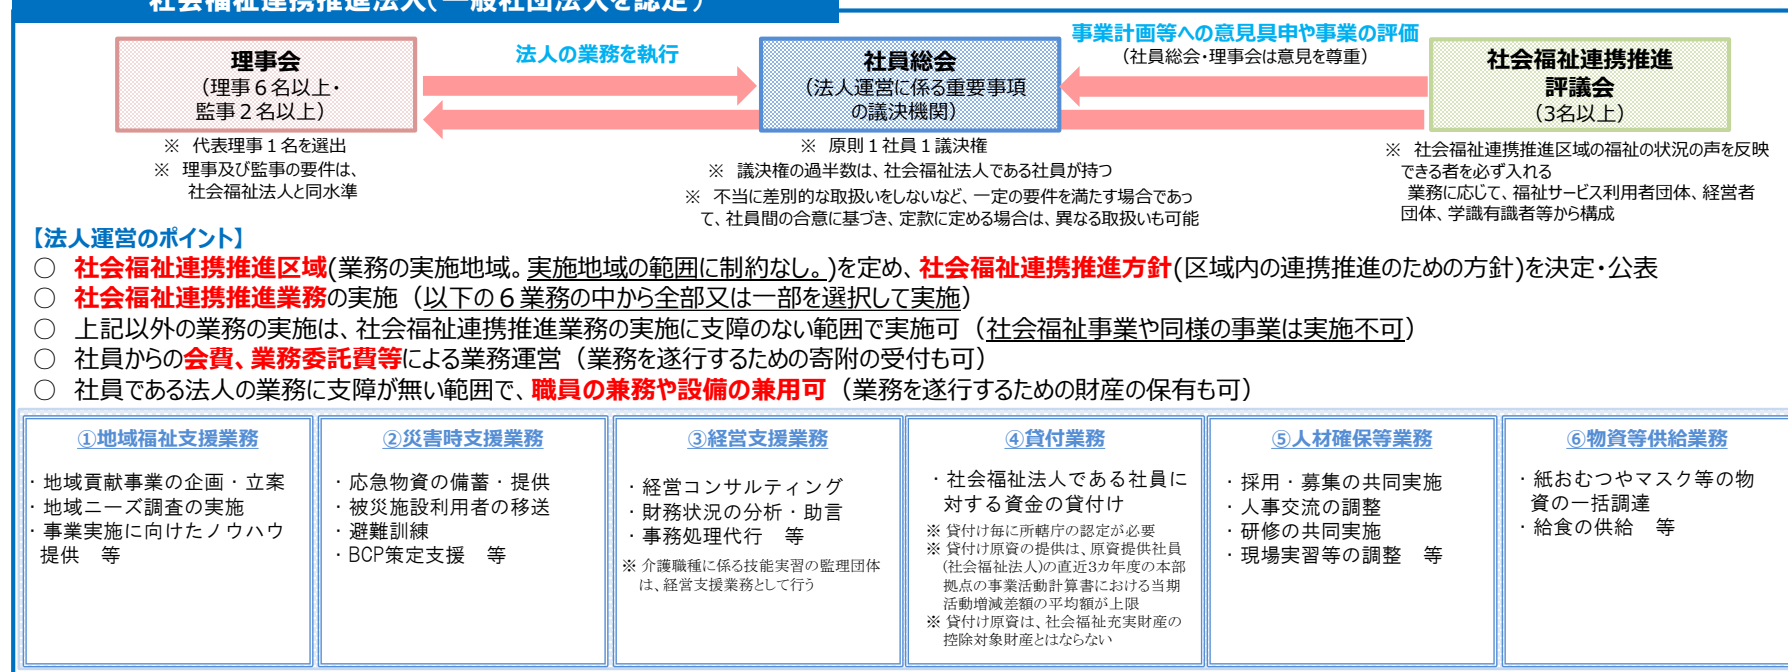 社会福祉連携推進法人(一般社団法人を認定)
理事会
(理事6名以上・
監事2名以上)
法人の業務を執行
社員総会
(法人運営に係る重要事項
の議決機関)
事業計画等への意見具申や事業の評価
(社員総会・理事会は意見を尊重)
社会福祉連携推進
評議会
(3名以上)
※ 代表理事1名を選出
※ 理事及び監事の要件は、
社会福祉法人と同水準
※ 原則1社員1議決権
※ 議決権の過半数は、社会福祉法人である社員が持つ
※ 不当に差別的な取扱いをしないなど、一定の要件を満たす場合であっ
て、社員間の合意に基づき、定款に定める場合は、異なる取扱いも可能
※ 社会福祉連携推進区域の福祉の状況の声を反映
できる者を必ず入れる
業務に応じて、福祉サービス利用者団体、経営者
団体、学識有識者等から構成
【法人運営のポイント】
○ 社会福祉連携推進区域(業務の実施地域。実施地域の範囲に制約なし。)を定め、社会福祉連携推進方針(区域内の連携推進のための方針)を決定・公表
○ 社会福祉連携推進業務の実施(以下の6業務の中から全部又は一部を選択して実施)
○ 上記以外の業務の実施は、社会福祉連携推進業務の実施に支障のない範囲で実施可(社会福祉事業や同様の事業は実施不可)
○ 社員からの会費、業務委託費等による業務運営(業務を遂行するための寄附の受付も可)
○ 社員である法人の業務に支障が無い範囲で、職員の兼務や設備の兼用可(業務を遂行するための財産の保有も可)
①地域福祉支援業務
・地域貢献事業の企画・立案
・地域ニーズ調査の実施
・事業実施に向けたノウハウ
提供 等
②災害時支援業務
・応急物資の備蓄・提供
・被災施設利用者の移送
・避難訓練
・BCP策定支援 等
③経営支援業務
・経営コンサルティング
・財務状況の分析・助言
・事務処理代行 等
※ 介護職種に係る技能実習の監理団体
は、経営支援業務として行う
④貸付業務
・社会福祉法人である社員に
対する資金の貸付け
※ 貸付け毎に所轄庁の認定が必要
※ 貸付け原資の提供は、原資提供社員
(社会福祉法人)の直近3カ年度の本部
拠点の事業活動計算書における当期
活動増減差額の平均額が上限
※ 貸付け原資は、社会福祉充実財産の
控除対象財産とはならない
⑤人材確保等業務
・採用・募集の共同実施
・人事交流の調整
・研修の共同実施
・現場実習等の調整 等
⑥物資等供給業務
・紙おむつやマスク等の物
資の一括調達
・給食の供給 等